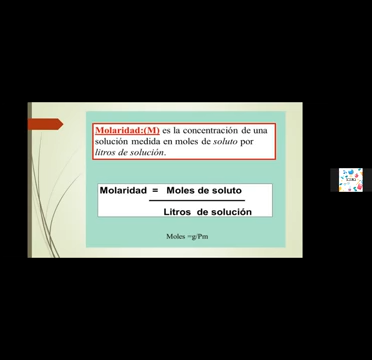 Molaridad:(M) es la concentración de una
solución medida en moles de soluto por
litros de solución.
Molaridad = Moles de soluto
Litros de solución
Moles =g/Pm